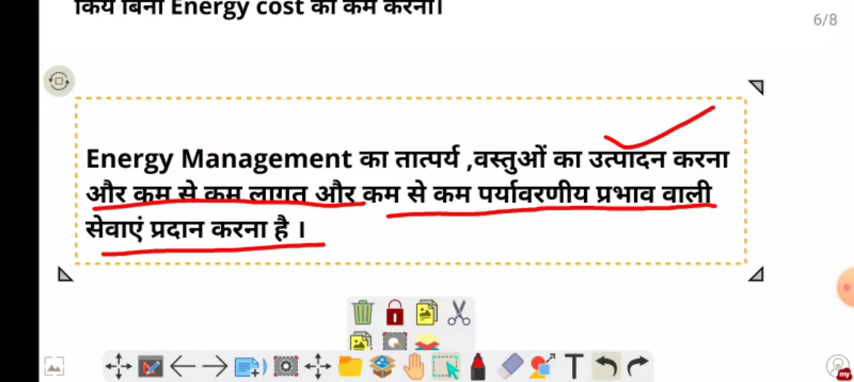 किये बिना Energy cost को कम करना।
6/8
Energy Management का तात्पर्य ,वस्तुओं का उत्पादन करना
और कम से कम लागत और कम से कम पर्यावरणीय प्रभाव वाली
सेवाएं प्रदान करना है ।
T